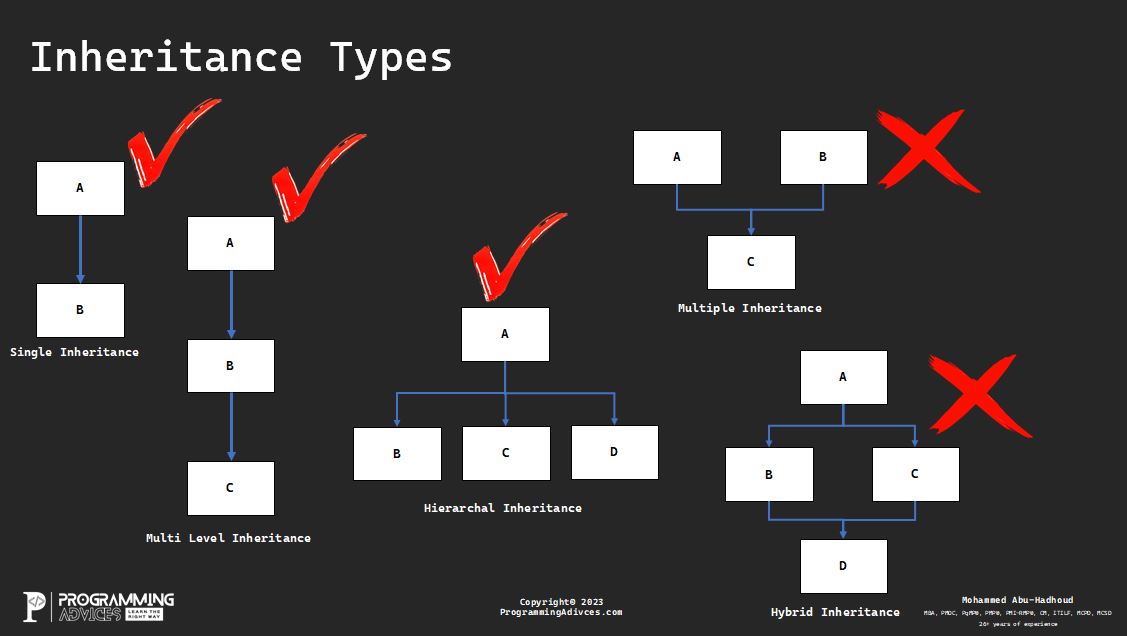 Inheritance Types
A
B
Single Inheritance
A
B
C
Multi Level Inheritance
A
B C D
Hierarchal Inheritance
A B
C
Multiple Inheritance
A
B C
D
Hybrid Inheritance
P </>
PROGRAMMING
ADVICES LEARN THE
RIGHT WAY
Copyright© 2023
ProgrammingAdivces.com
Mohammed Abu-Hadhoud
MBA, PMOC, PgMP®, PMP®, PMI-RMP®, CM, ITILF, MCPD, MCSD
26+ years of experience